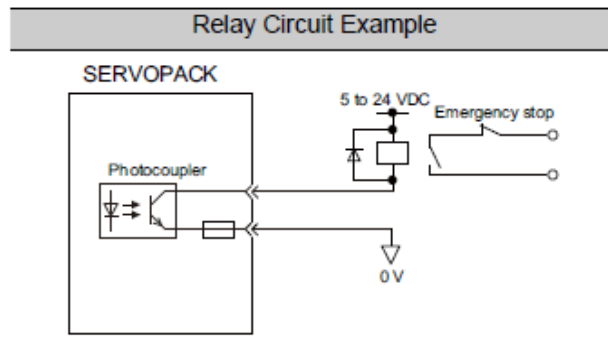 Relay Circuit Example
SERVOPACK
5 to 24 VDC
Emergency stop
Photocoupler
0 V